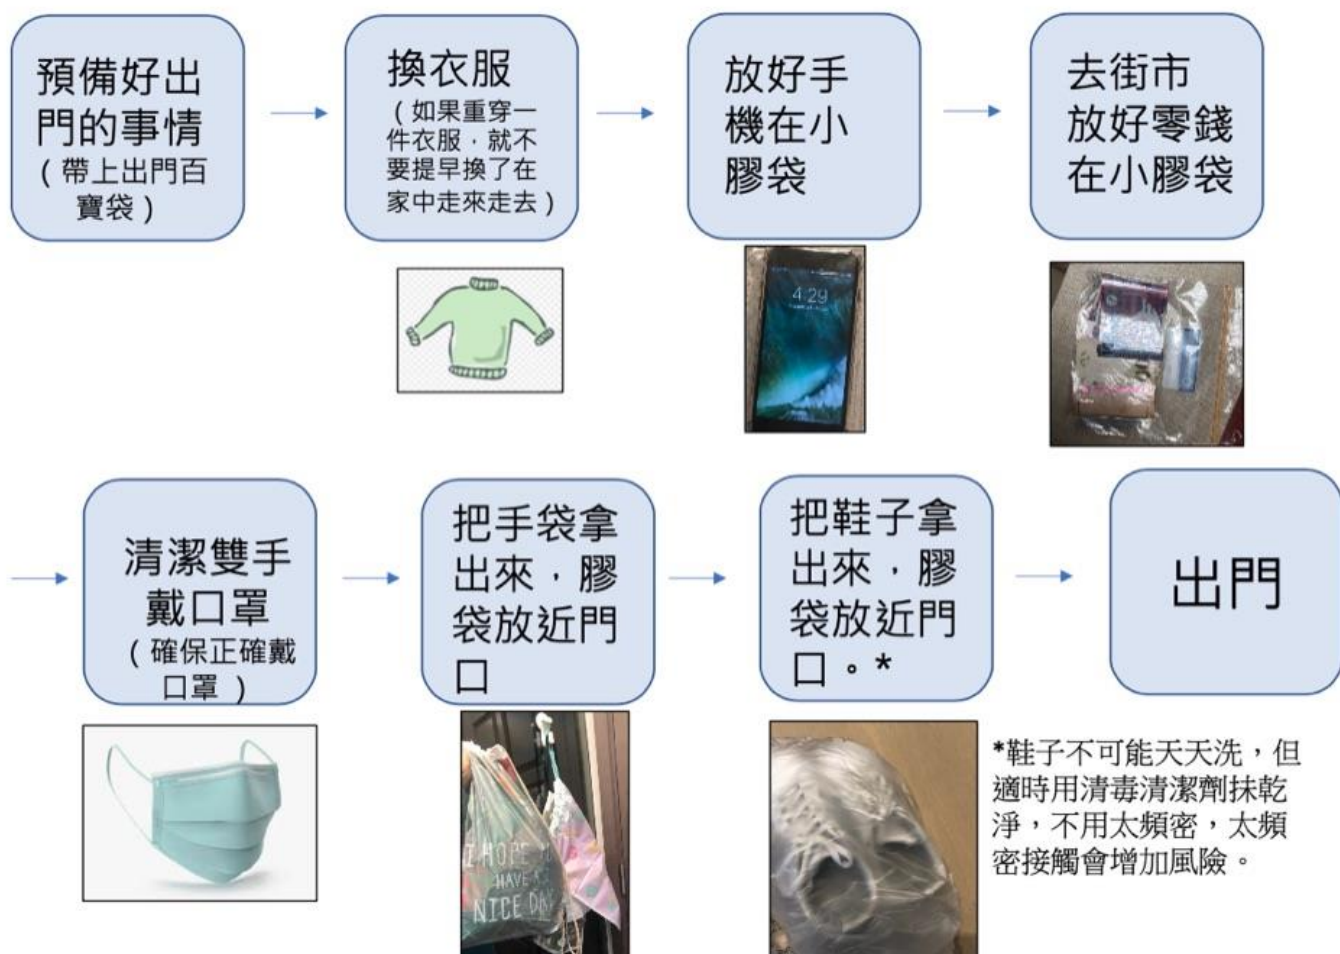 預備好出
門的事情
(帶上出門百
寶袋)
換衣服
(如果重穿一
件衣服，就不
要提早換了在
家中走來走去)
放好手
機在小
膠袋
去街市
放好零錢
在小膠袋
4:29
清潔雙手
戴口罩
(確保正確戴
口罩 )
把手袋拿
出來，膠
袋放近門
口
把鞋子拿
出來，膠
袋放近門
口。*
出門
I HOPE YOU
HAVE A
NICE DAY
*鞋子不可能天天洗，但
適時用清毒清潔劑抹乾
淨，不用太頻密，太頻
密接觸會增加風險。